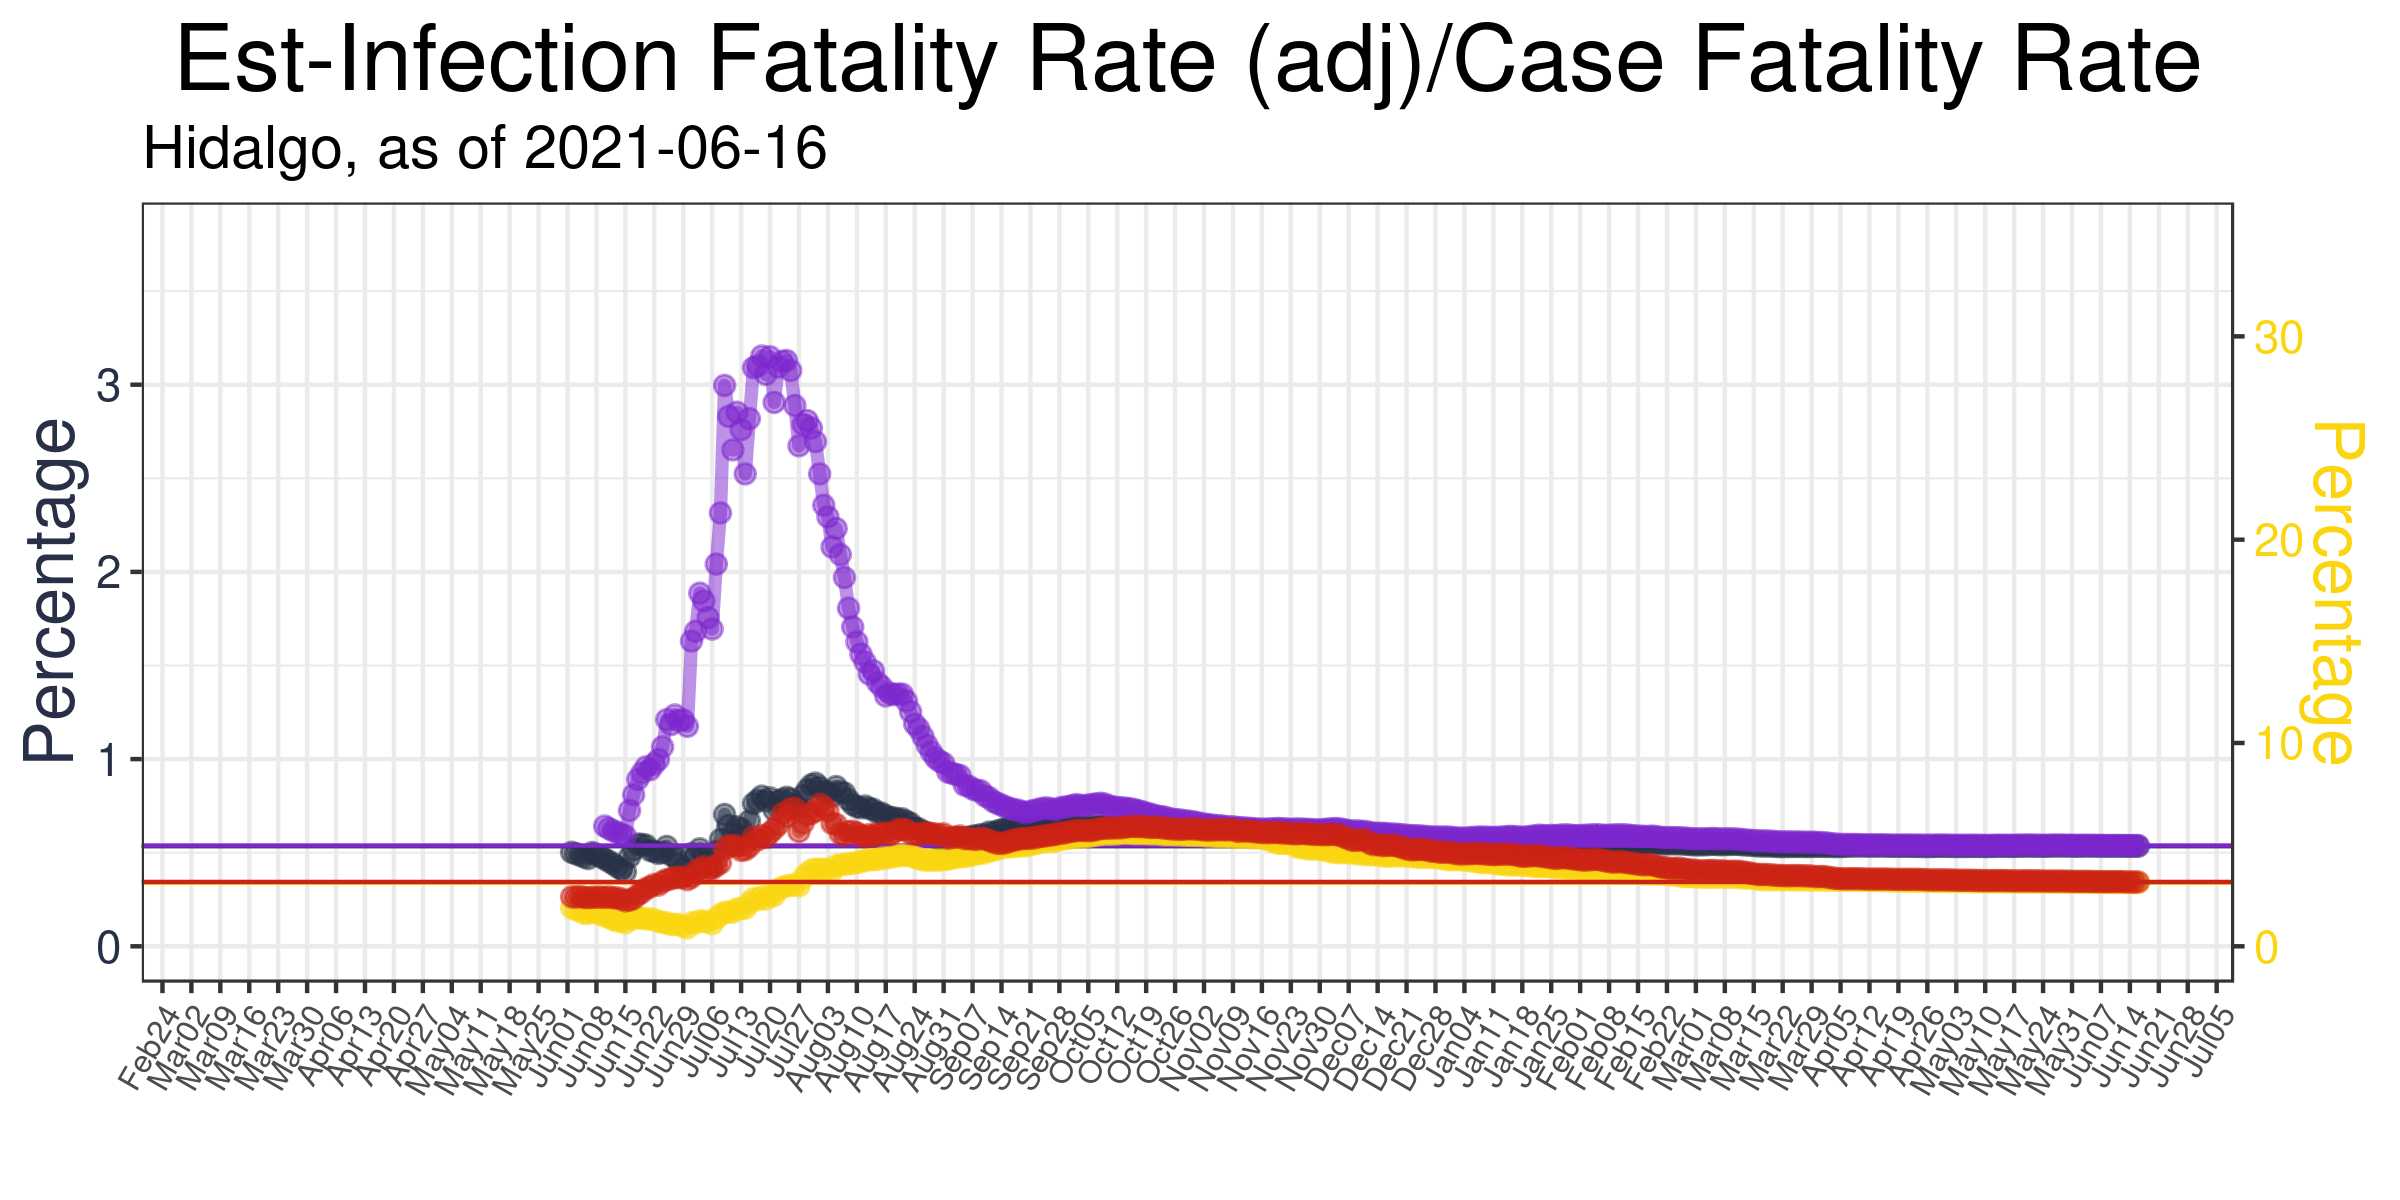 Est-Infection Fatality Rate (adj)/Case Fatality Rate
Hidalgo, as of 2021-06-16
Percentage
3
2
1
0
30
20
10
0
Percentage
Feb24
Mar02
Mar09
Mar16
Mar23
Mar30
Apr06
Apr13
Apr20
Apr27
May04
May11
May18
May25
Jun01
Jun08
Jun15
Jun22
Jun29
Jul06
Jul13
Jul20
Jul27
Aug03
Aug10
Aug17
Aug24
Aug31
Sep07
Sep14
Sep21
Sep28
Oct05
Oct12
Oct19
Oct26
Nov02
Nov09
Nov16
Nov23
Nov30
Dec07
Dec14
Dec21
Dec28
Jan04
Jan11
Jan18
Jan25
Feb01
Feb08
Feb15
Feb22
Mar01
Mar08
Mar15
Mar22
Mar29
Apr05
Apr12
Apr19
Apr26
May03
May10
May17
May24
May31
Jun07
Jun14
Jun21
Jun28
Jul05